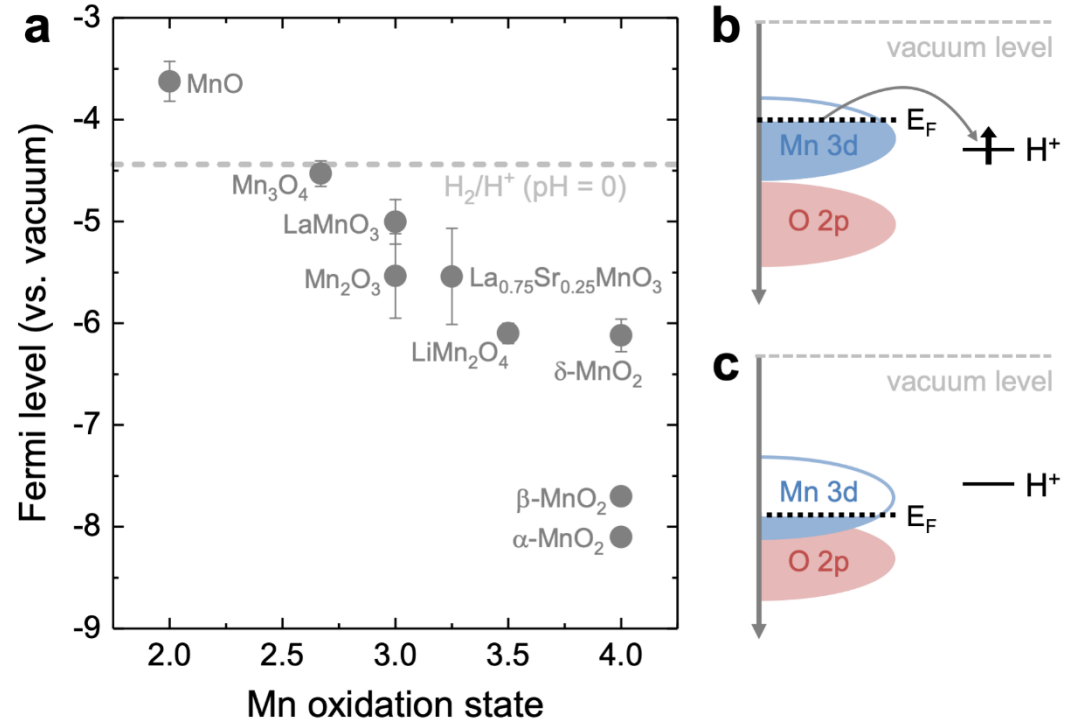 a
Fermi level (vs. vacuum)
-3
-4
-5
-6
-7
-8
-9
MnO
H₂/H⁺ (pH = 0)
Mn₃O₄
LaMnO₃
Mn₂O₃
La₀.₇₅Sr₀.₂₅MnO₃
LiMn₂O₄
δ-MnO₂
β-MnO₂
α-MnO₂
2.0 2.5 3.0 3.5 4.0
Mn oxidation state
b
vacuum level
E_F
Mn 3d
H⁺
O 2p
c
vacuum level
Mn 3d
H⁺
E_F
O 2p